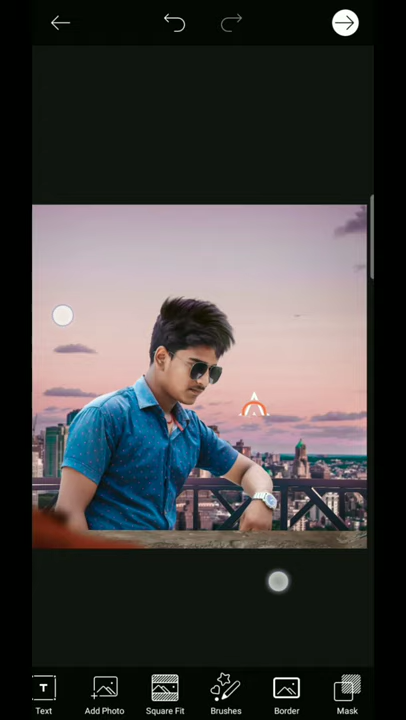 T
Text
Add Photo
Square Fit
Brushes
Border
Mask